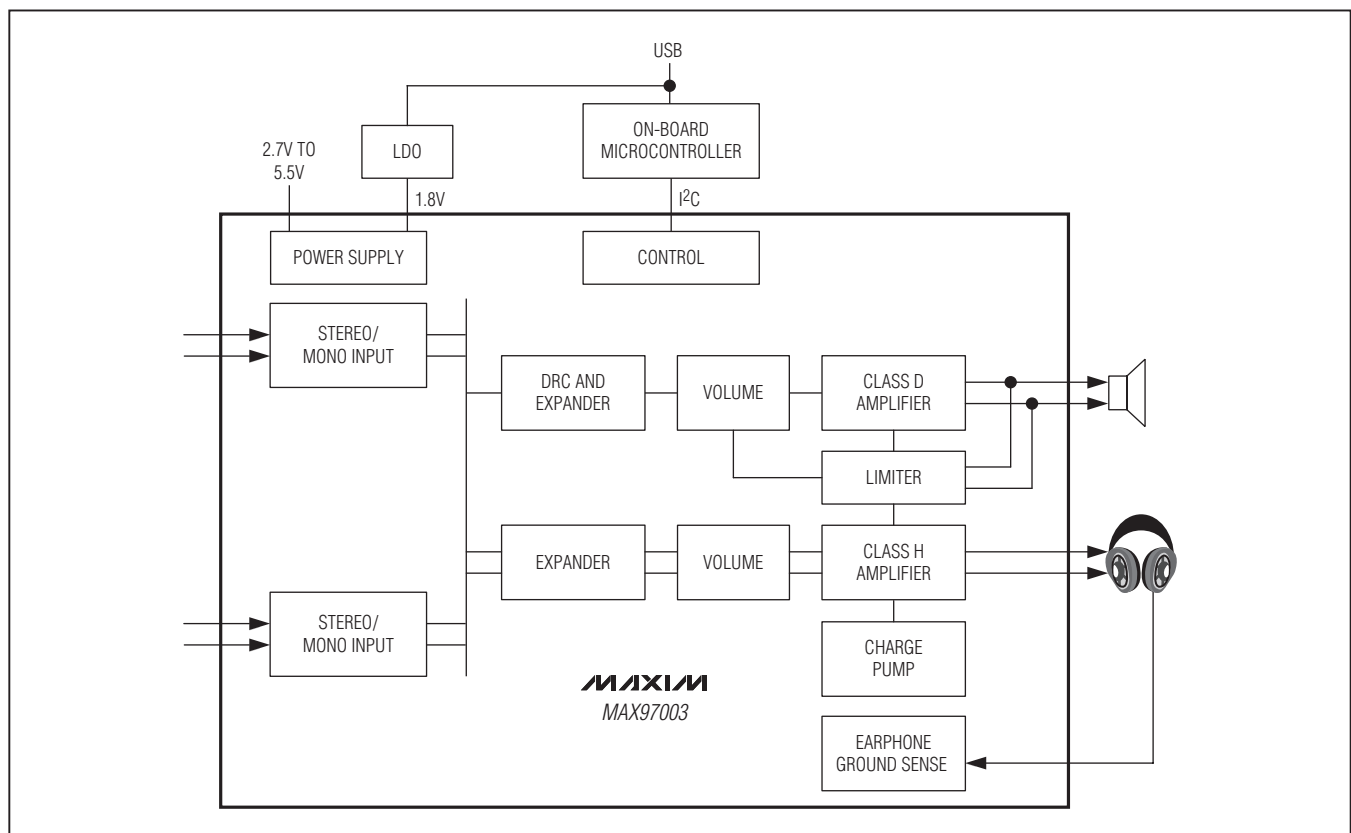 USB
LDO
ON-BOARD
MICROCONTROLLER
2.7V TO
5.5V
1.8V
I²C
POWER SUPPLY
CONTROL
STEREO/
MONO INPUT
DRC AND
EXPANDER
VOLUME
CLASS D
AMPLIFIER
LIMITER
EXPANDER
VOLUME
CLASS H
AMPLIFIER
STEREO/
MONO INPUT
CHARGE
PUMP
MAXIM
MAX97003
EARPHONE
GROUND SENSE